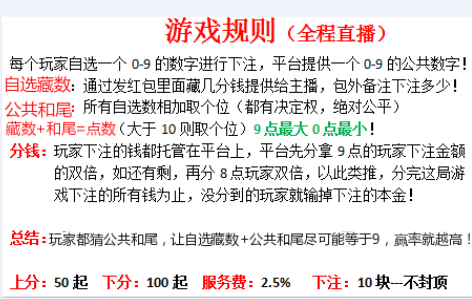 游戏规则（全程直播）
每个玩家自选一个 0-9 的数字进行下注，平台提供一个 0-9 的公共数字！
自选藏数：通过发红包里面藏几分钱提供给主播，包外备注下注多少！
公共和尾：所有自选数相加取个位（都有决定权，绝对公平）
藏数+和尾=点数（大于 10 则取个位）9 点最大 0 点最小！
分钱：玩家下注的钱都托管在平台上，平台先分拿 9 点的玩家下注金额
的双倍，如还有剩，再分 8 点玩家双倍，以此类推，分完这局游
戏下注的所有钱为止，没分到的玩家就输掉下注的本金！
总结：玩家都猜公共和尾，让自选藏数+公共和尾尽可能等于9，赢率就越高！
上分：50 起 下分：100 起 服务费：2.5% 下注：10 块---不封顶